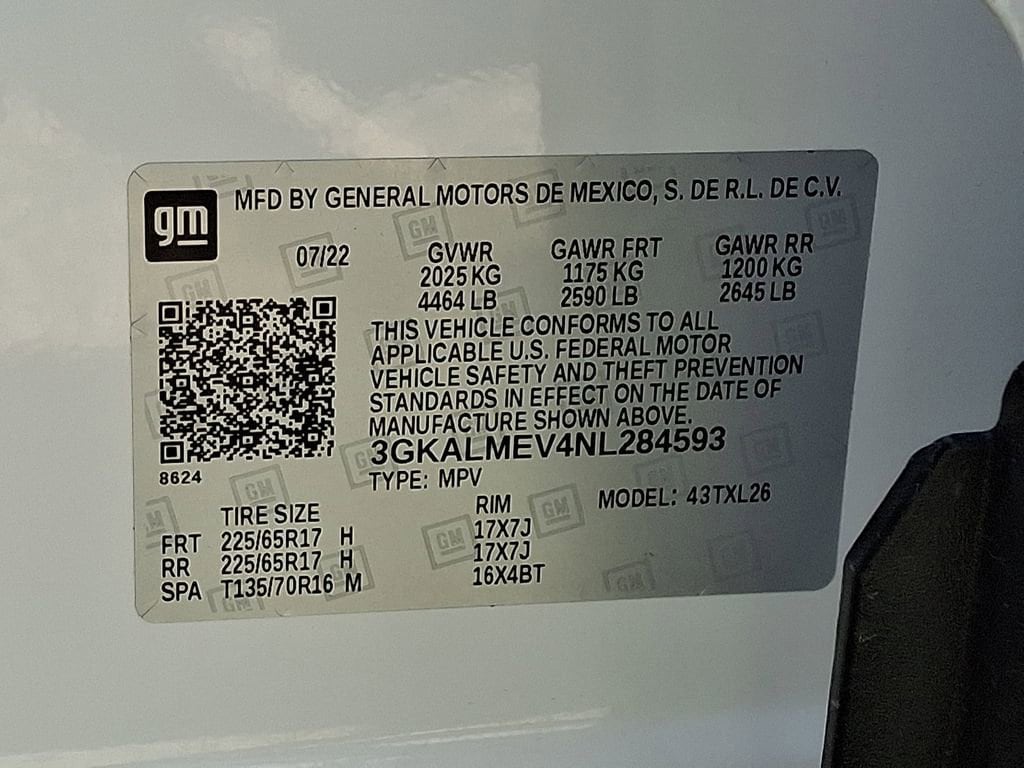 gm
MFD BY GENERAL MOTORS DE MEXICO, S. DE R.L. DE C.V.
07/22 GVWR GAWR FRT GAWR RR
2025 KG 1175 KG 1200 KG
4464 LB 2590 LB 2645 LB
THIS VEHICLE CONFORMS TO ALL
APPLICABLE U.S. FEDERAL MOTOR
VEHICLE SAFETY AND THEFT PREVENTION
STANDARDS IN EFFECT ON THE DATE OF
MANUFACTURE SHOWN ABOVE.
3GKALMEV4NL284593
8624
TYPE: MPV
MODEL: 43TXL26
TIRE SIZE RIM
FRT 225/65R17 H 17X7J
RR 225/65R17 H 17X7J
SPA T135/70R16 M 16X4BT